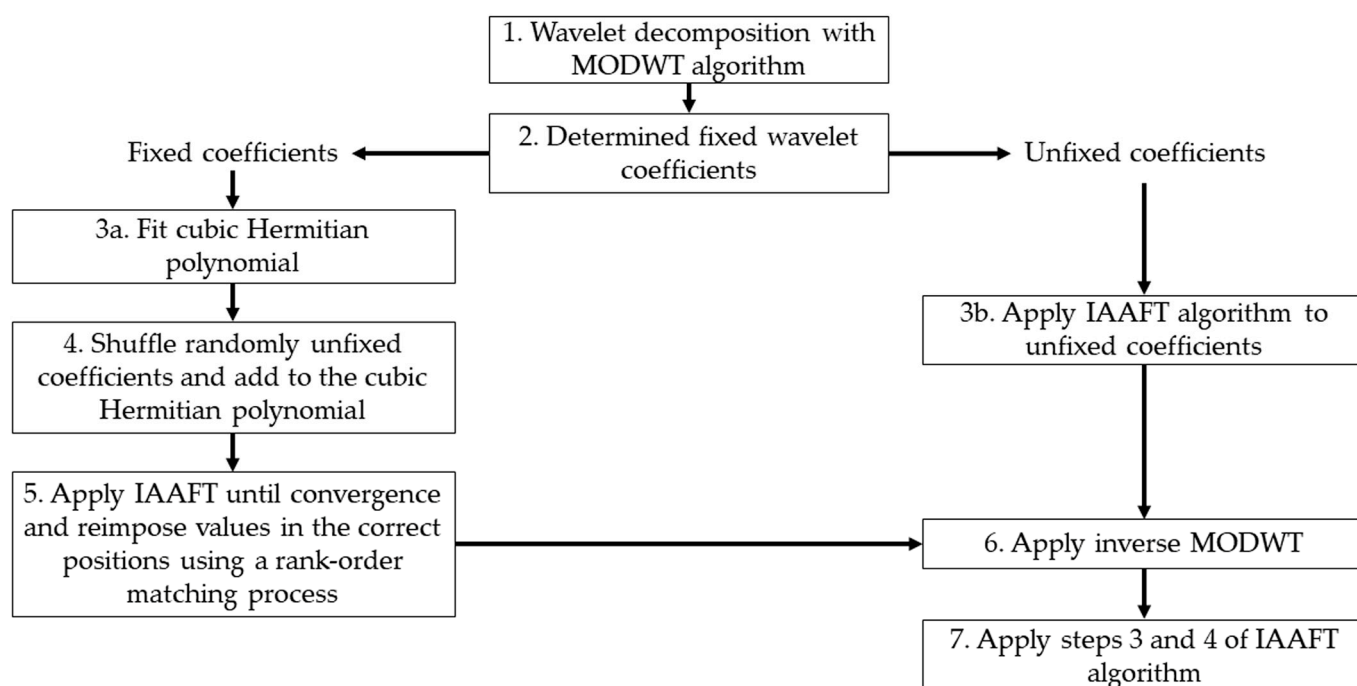 1. Wavelet decomposition with
MODWT algorithm
2. Determined fixed wavelet
coefficients
Fixed coefficients
Unfixed coefficients
3a. Fit cubic Hermitian
polynomial
3b. Apply IAAFT algorithm to
unfixed coefficients
4. Shuffle randomly unfixed
coefficients and add to the cubic
Hermitian polynomial
5. Apply IAAFT until convergence
and reimpose values in the correct
positions using a rank-order
matching process
6. Apply inverse MODWT
7. Apply steps 3 and 4 of IAAFT
algorithm